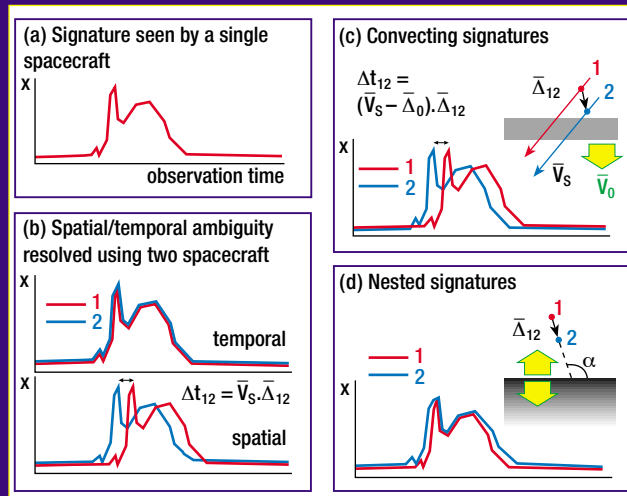 (a) Signature seen by a single
spacecraft
X
observation time
(b) Spatial/temporal ambiguity
resolved using two spacecraft
X
1
2
temporal
X
Δt₁₂ = V̅ₛ.Δ̅₁₂
spatial
(c) Convecting signatures
Δt₁₂ =
(V̅ₛ – Δ̅₀).Δ̅₁₂
1
2
Δ̅₁₂
V̅ₛ
V̅₀
X
1
2
(d) Nested signatures
1
2
Δ̅₁₂
α
1
2
X